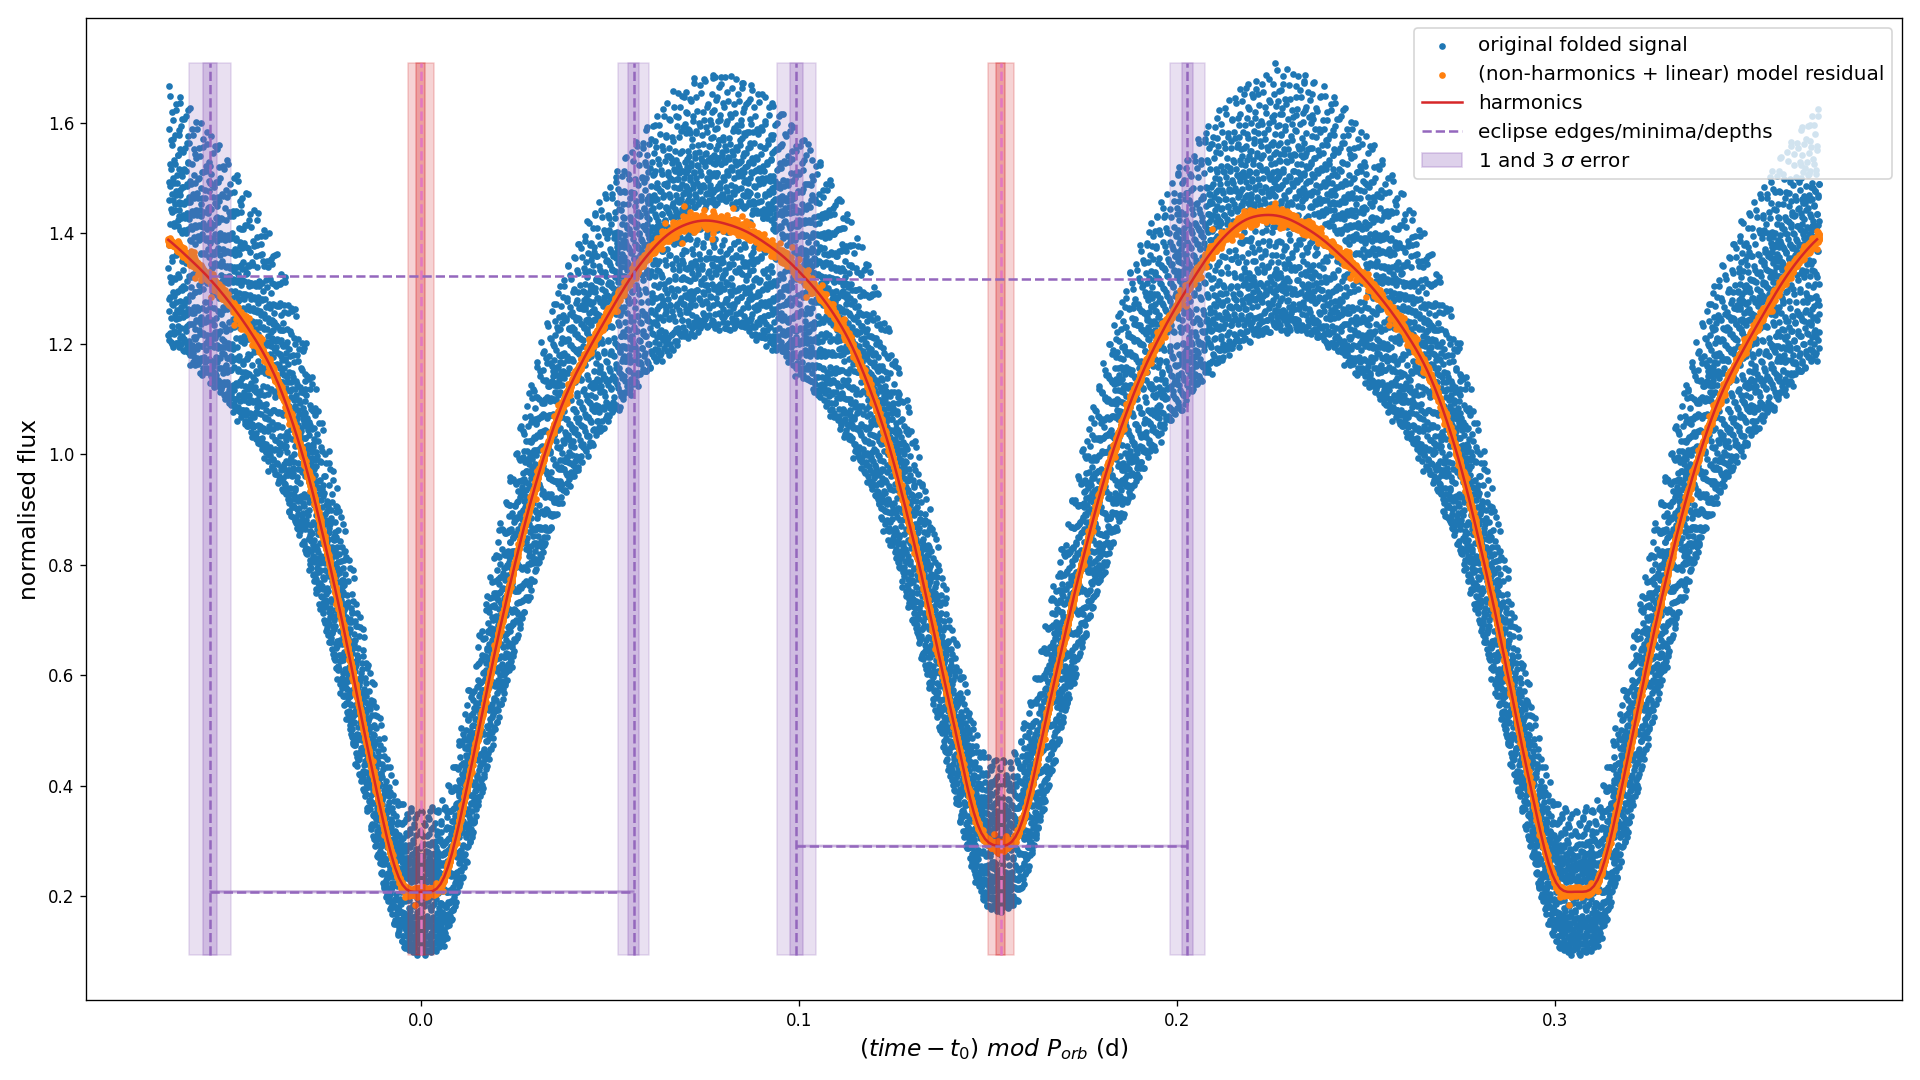 original folded signal
(non-harmonics + linear) model residual
harmonics
eclipse edges/minima/depths
1 and 3 σ error
normalised flux
1.6
1.4
1.2
1.0
0.8
0.6
0.4
0.2
0.0 0.1 0.2 0.3
(time − t₀) mod Pₒᵣb (d)